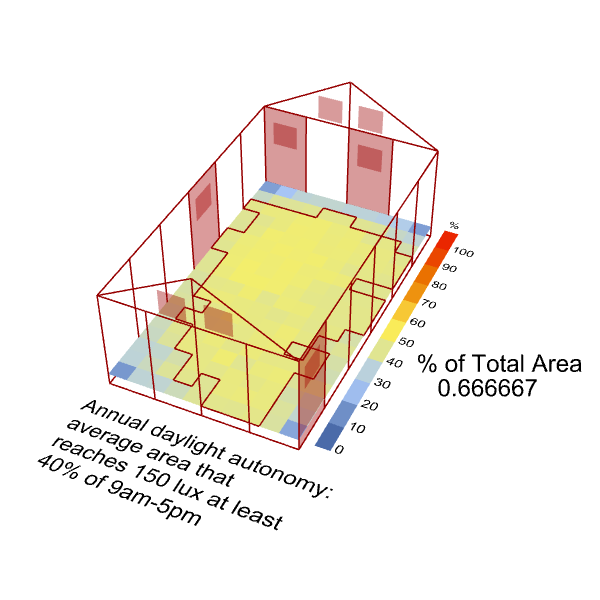 %
100
90
80
70
60
50
40
30
20
10
0
% of Total Area
0.666667
Annual daylight autonomy:
average area that
reaches 150 lux at least
40% of 9am-5pm